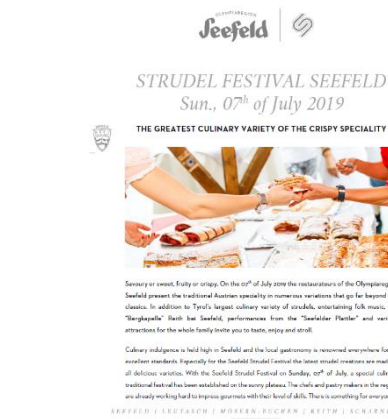 OLYMPIAREGION
Seefeld
STRUDEL FESTIVAL SEEFELD
Sun., 07th of July 2019
THE GREATEST CULINARY VARIETY OF THE CRISPY SPECIALITY
Savoury or sweet, fruity or crispy. On the 07th of July 2019 the restaurateurs of the Olympiareg
Seefeld present the traditional Austrian speciality in numerous variations that go far beyond
classics. In addition to Tyrol's largest culinary variety of strudels, entertaining folk music,
"Bergkapelle" Reith bei Seefeld, performances from the "Seefelder Plattler" and vari
attractions for the whole family invite you to taste, enjoy and stroll.
Culinary indulgence is held high in Seefeld and the local gastronomy is renowned everywhere for
excellent standards. Especially for the Seefeld Strudel Festival the latest strudel creations are mad
all delicious varieties. With the Seefeld Strudel Festival on Sunday, 07th of July, a special culin
traditional festival has been established on the sunny plateau. The chefs and pastry makers in the reg
are already working hard to impress gourmets with their level of skills. There is something for everyon
SEEFELD | LEUTASCH | MÖSERN-BUCHEN | REITH | SCHARN